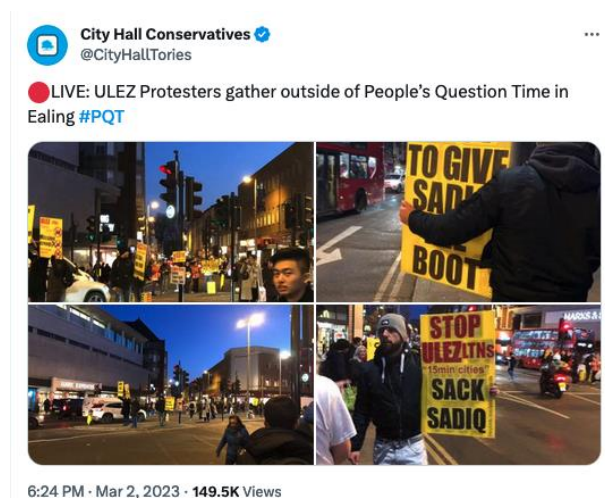 City Hall Conservatives
@CityHallTories
🔴LIVE: ULEZ Protesters gather outside of People’s Question Time in
Ealing #PQT
TO GIVE
SADI
BOOT
STOP
ULEZ LTNS
"15min cities"
SACK
SADIQ
MARKS &
6:24 PM · Mar 2, 2023 · 149.5K Views